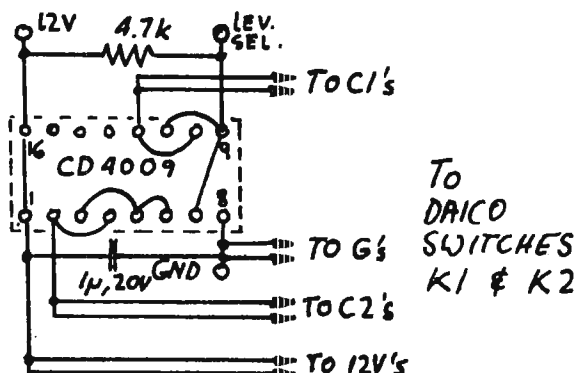 12V
4.7K
LEV.
SEL.
TO C1's
16
9
CD4009
1
8
TO
DAICO
SWITCHES
K1 & K2
TO G's
1μ, 20V
GND
TO C2's
TO 12V's